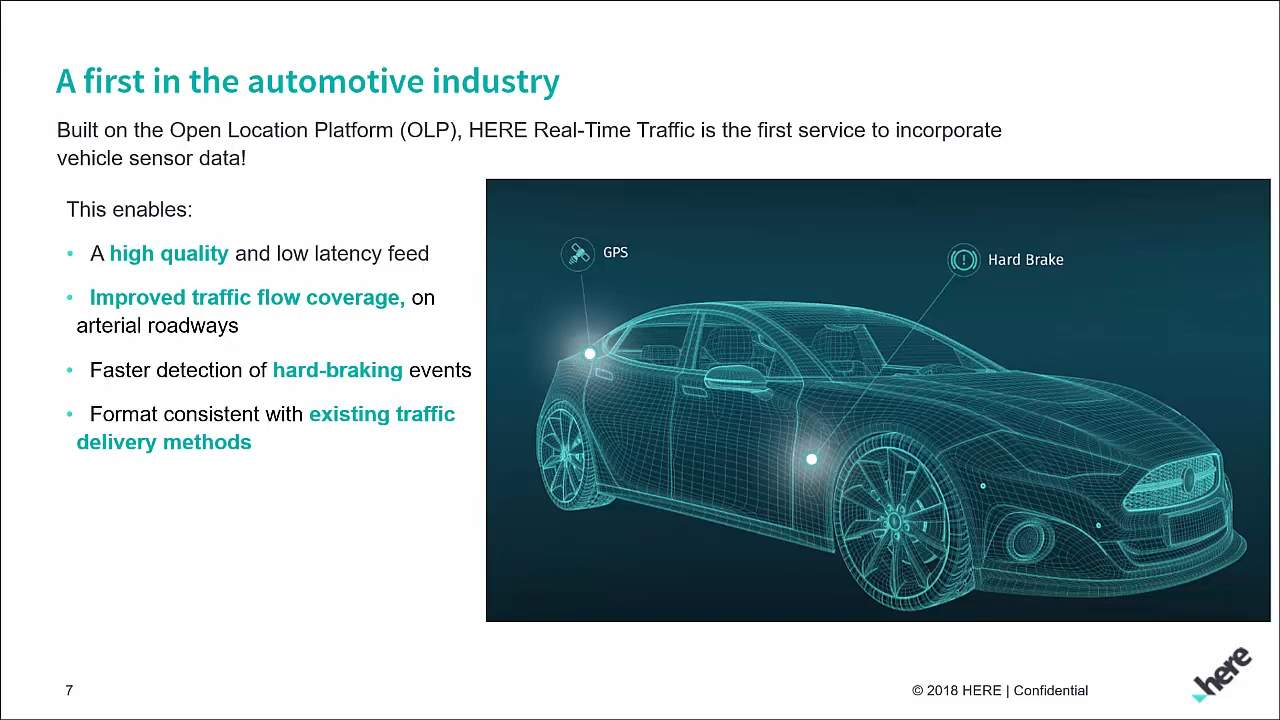 A first in the automotive industry
Built on the Open Location Platform (OLP), HERE Real-Time Traffic is the first service to incorporate
vehicle sensor data!
This enables:
• A high quality and low latency feed
• Improved traffic flow coverage, on
arterial roadways
• Faster detection of hard-braking events
• Format consistent with existing traffic
delivery methods
GPS
Hard Brake
7
© 2018 HERE | Confidential
here